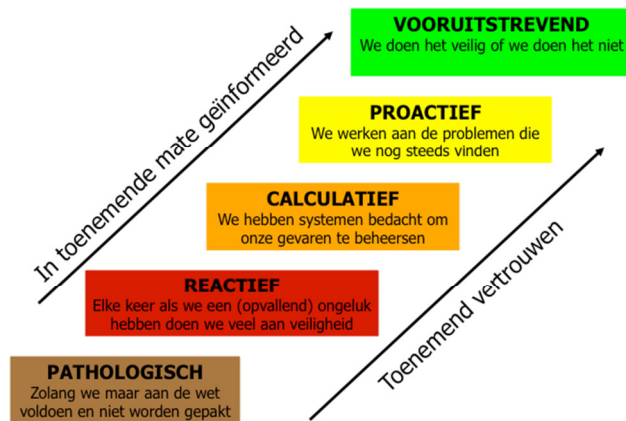 VOORUITSTREVEND
We doen het veilig of we doen het niet
In toenemende mate geïnformeerd
PROACTIEF
We werken aan de problemen die
we nog steeds vinden
CALCULATIEF
We hebben systemen bedacht om
onze gevaren te beheersen
Toenemend vertrouwen
REACTIEF
Elke keer als we een (opvallend) ongeluk
hebben doen we veel aan veiligheid
PATHOLOGISCH
Zolang we maar aan de wet
voldoen en niet worden gepakt